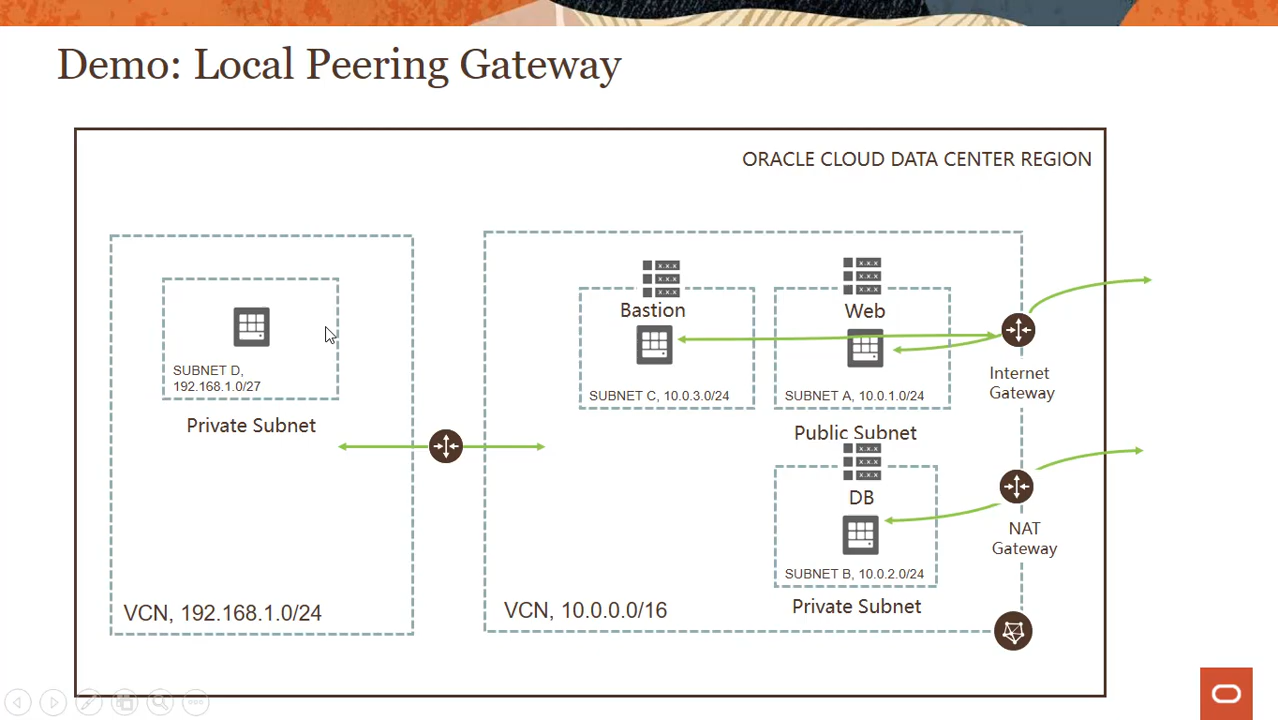 Demo: Local Peering Gateway
ORACLE CLOUD DATA CENTER REGION
SUBNET D,
192.168.1.0/27
Private Subnet
VCN, 192.168.1.0/24
x.x.x
x.x.x
x.x.x
Bastion
SUBNET C, 10.0.3.0/24
x.x.x
x.x.x
x.x.x
Web
SUBNET A, 10.0.1.0/24
Public Subnet
x.x.x
x.x.x
x.x.x
DB
SUBNET B, 10.0.2.0/24
Private Subnet
VCN, 10.0.0.0/16
Internet
Gateway
NAT
Gateway